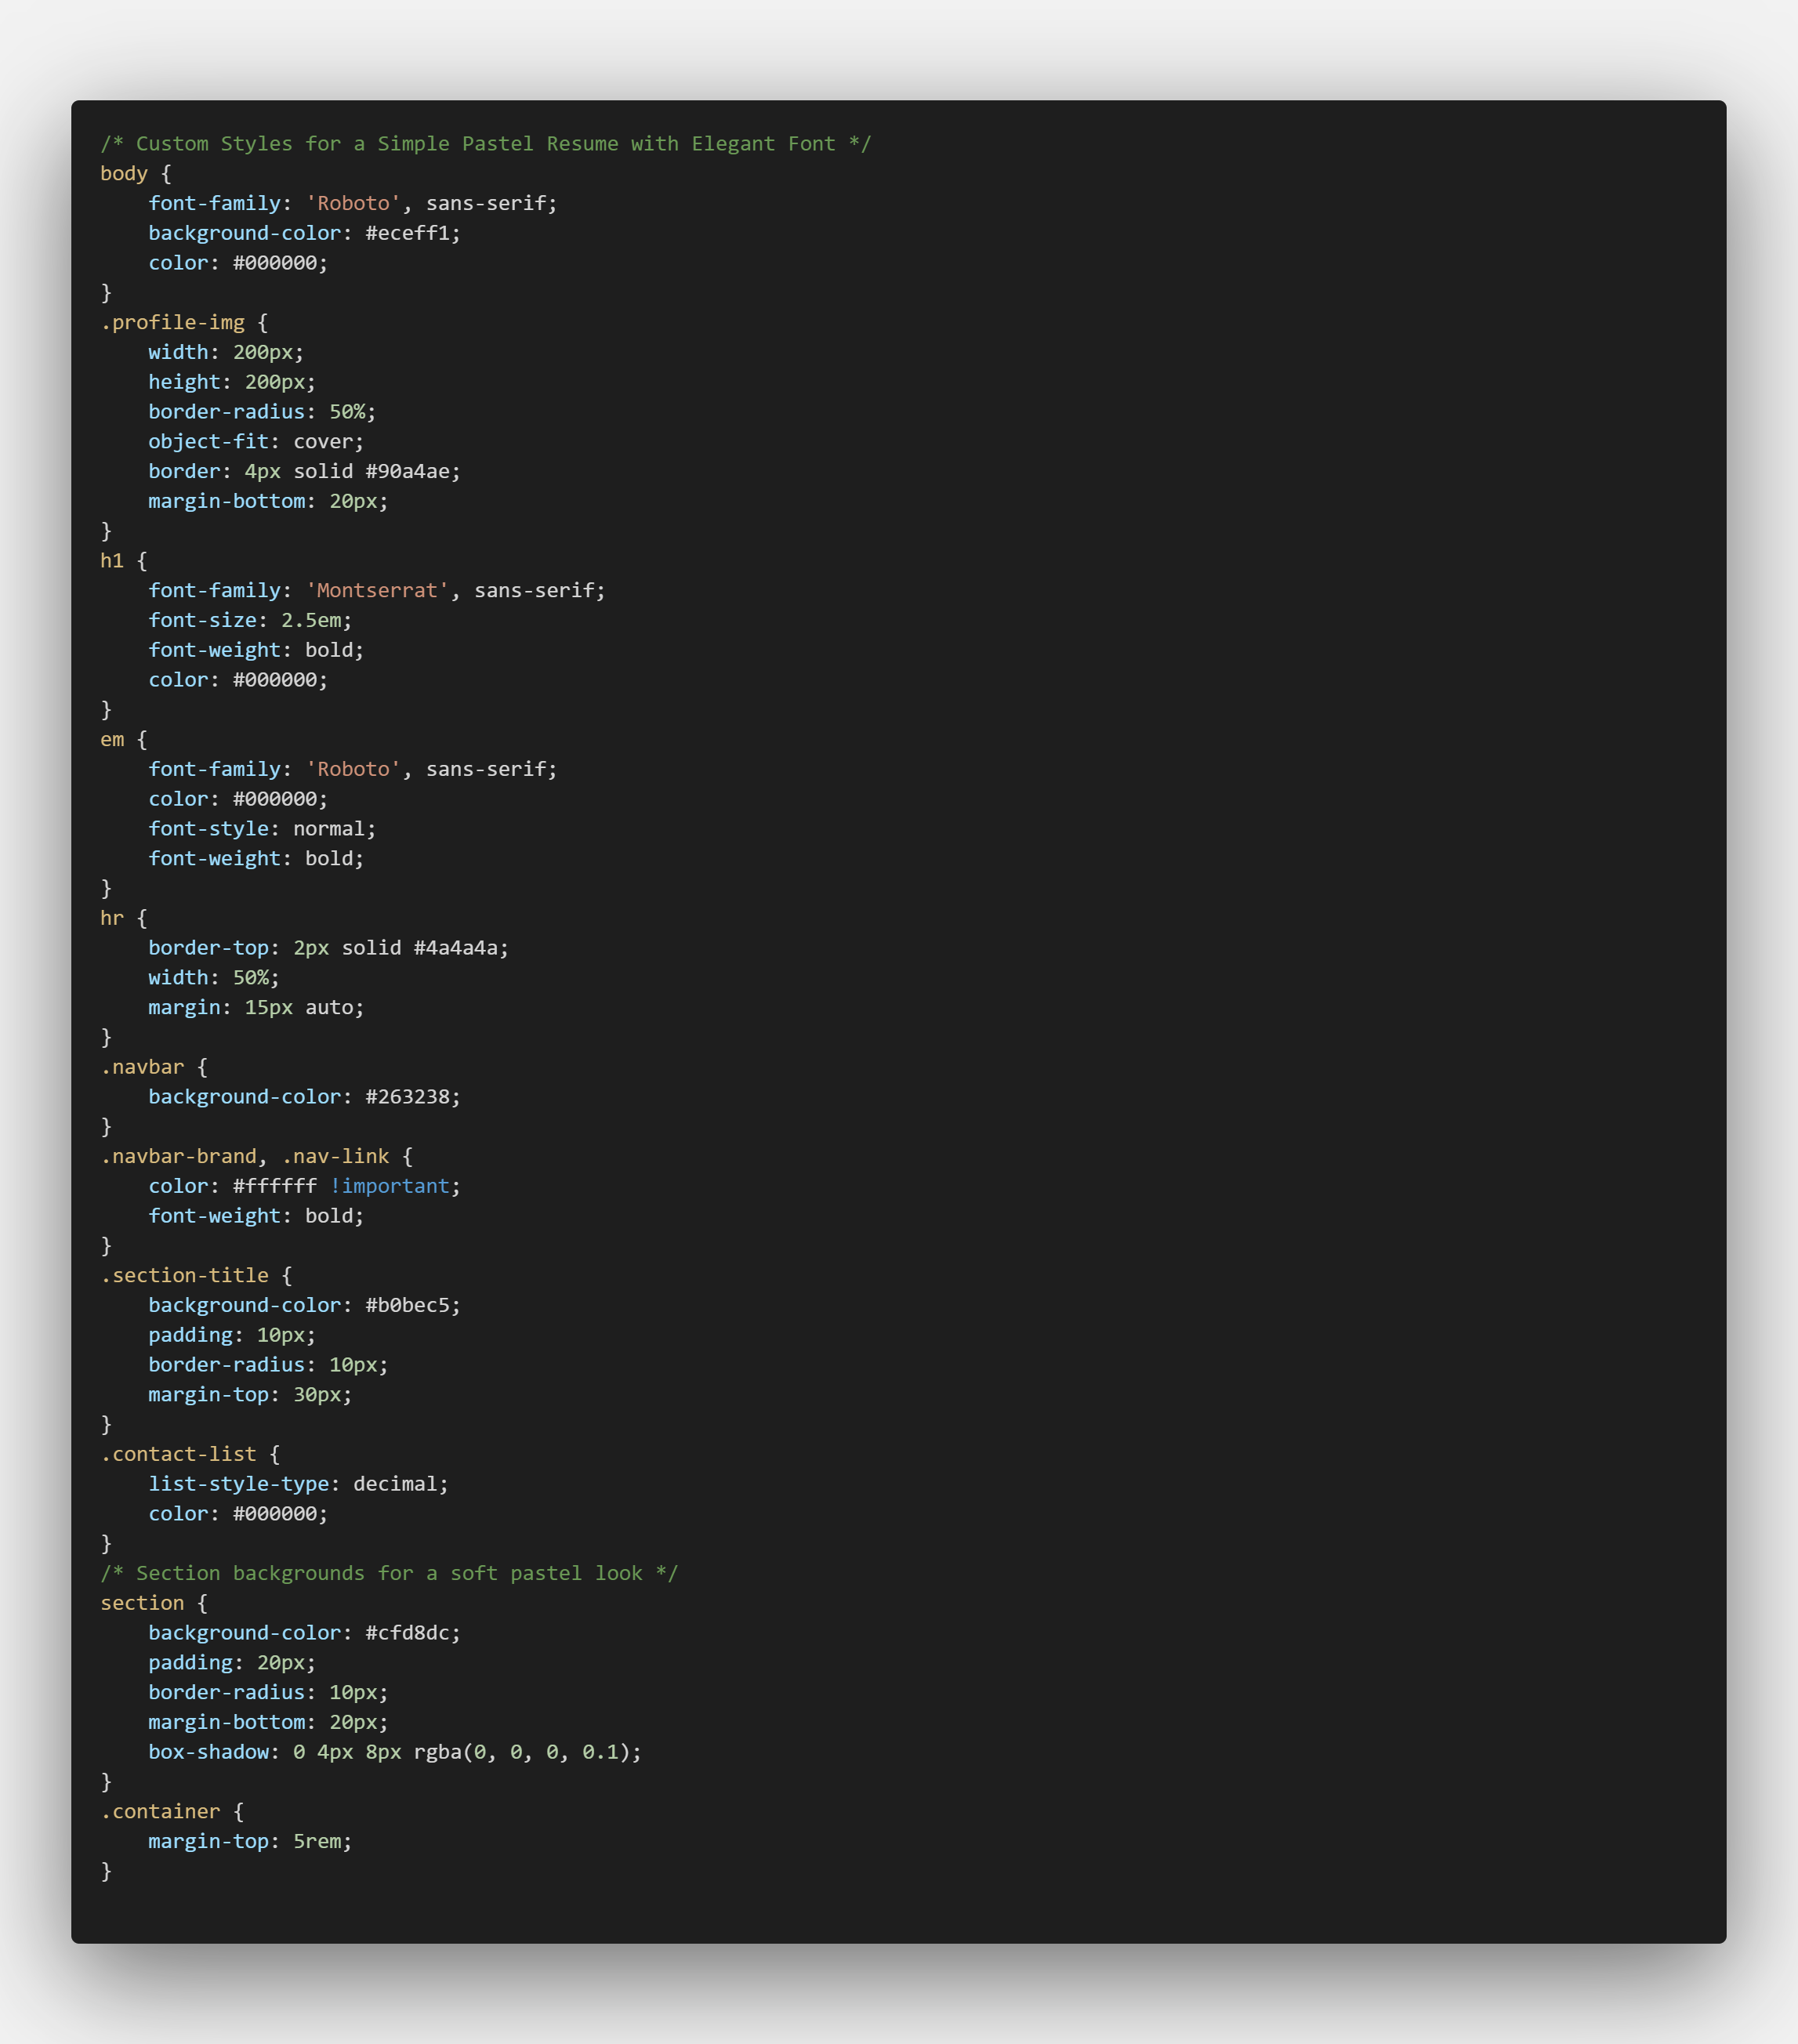 /* Custom Styles for a Simple Pastel Resume with Elegant Font */
body {
    font-family: 'Roboto', sans-serif;
    background-color: #eceff1;
    color: #000000;
}
.profile-img {
    width: 200px;
    height: 200px;
    border-radius: 50%;
    object-fit: cover;
    border: 4px solid #90a4ae;
    margin-bottom: 20px;
}
h1 {
    font-family: 'Montserrat', sans-serif;
    font-size: 2.5em;
    font-weight: bold;
    color: #000000;
}
em {
    font-family: 'Roboto', sans-serif;
    color: #000000;
    font-style: normal;
    font-weight: bold;
}
hr {
    border-top: 2px solid #4a4a4a;
    width: 50%;
    margin: 15px auto;
}
.navbar {
    background-color: #263238;
}
.navbar-brand, .nav-link {
    color: #ffffff !important;
    font-weight: bold;
}
.section-title {
    background-color: #b0bec5;
    padding: 10px;
    border-radius: 10px;
    margin-top: 30px;
}
.contact-list {
    list-style-type: decimal;
    color: #000000;
}
/* Section backgrounds for a soft pastel look */
section {
    background-color: #cfd8dc;
    padding: 20px;
    border-radius: 10px;
    margin-bottom: 20px;
    box-shadow: 0 4px 8px rgba(0, 0, 0, 0.1);
}
.container {
    margin-top: 5rem;
}